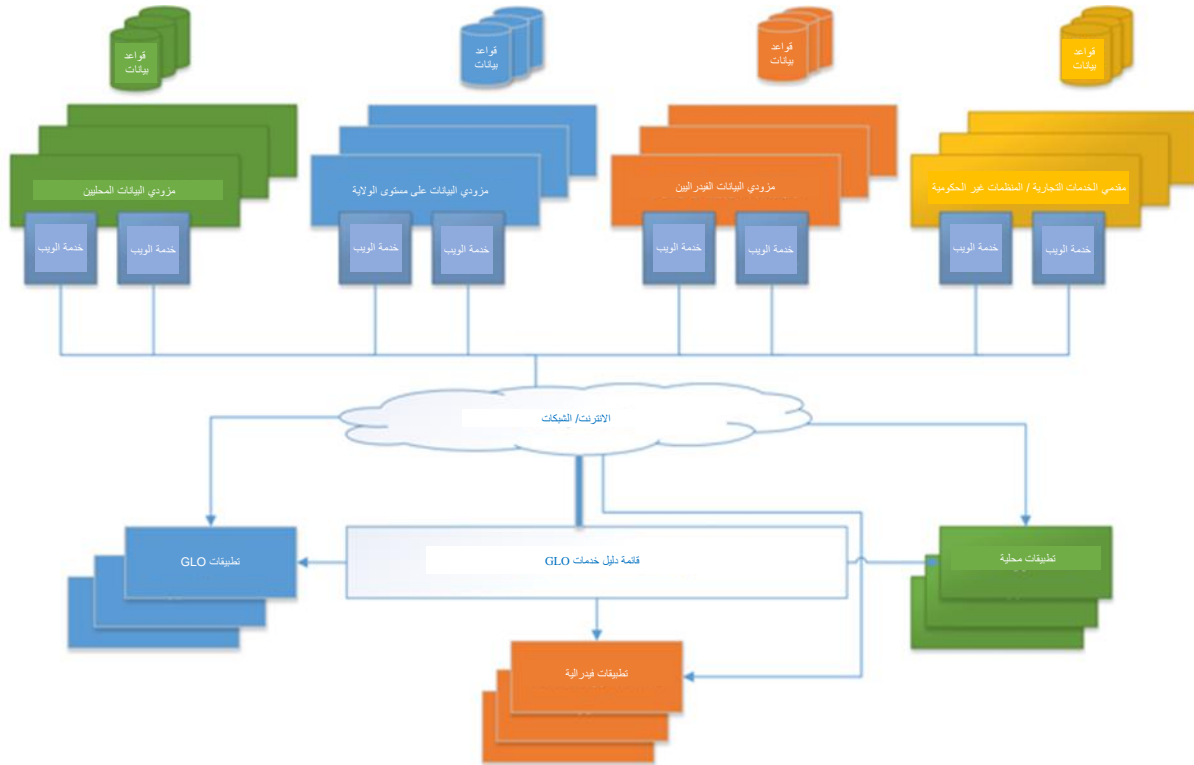 قواعد
بيانات
قواعد
بيانات
قواعد
بيانات
قواعد
بيانات
مزودي البيانات المحليين
مزودي البيانات على مستوى الولاية
مزودي البيانات الفيدراليين
مقدمي الخدمات التجارية / المنظمات غير الحكومية
خدمة الويب
خدمة الويب
خدمة الويب
خدمة الويب
خدمة الويب
خدمة الويب
خدمة الويب
خدمة الويب
الانترنت/ الشبكات
تطبيقات GLO
قائمة دليل خدمات GLO
تطبيقات محلية
تطبيقات فيدرالية